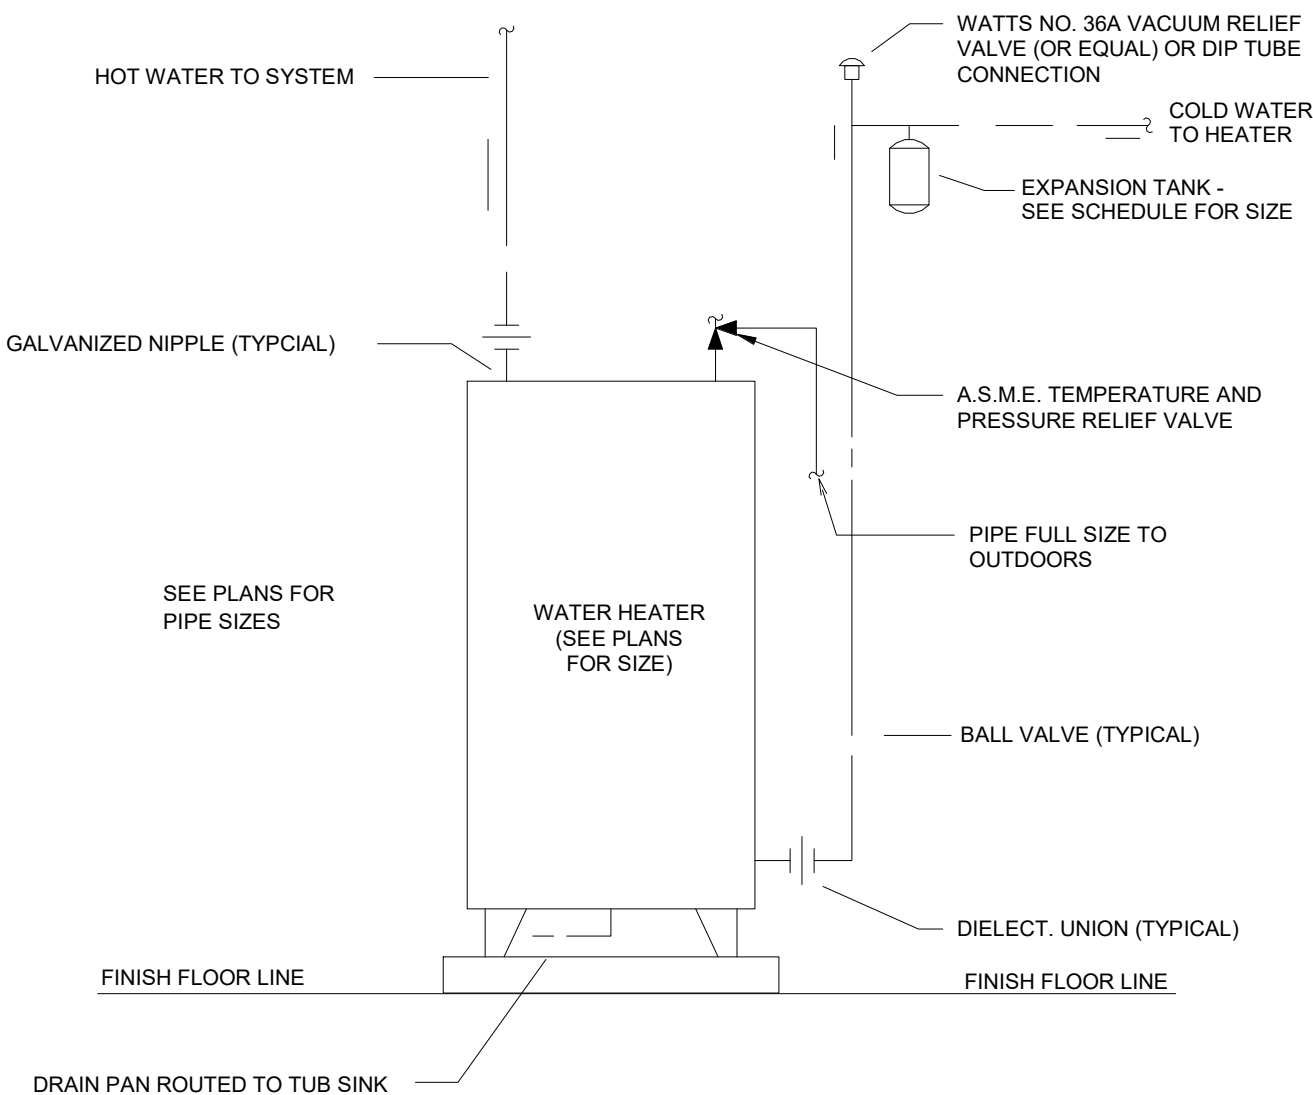 WATTS NO. 36A VACUUM RELIEF
VALVE (OR EQUAL) OR DIP TUBE
CONNECTION
HOT WATER TO SYSTEM
COLD WATER
TO HEATER
EXPANSION TANK -
SEE SCHEDULE FOR SIZE
GALVANIZED NIPPLE (TYPCIAL)
A.S.M.E. TEMPERATURE AND
PRESSURE RELIEF VALVE
PIPE FULL SIZE TO
OUTDOORS
SEE PLANS FOR
PIPE SIZES
WATER HEATER
(SEE PLANS
FOR SIZE)
BALL VALVE (TYPICAL)
DIELECT. UNION (TYPICAL)
FINISH FLOOR LINE
FINISH FLOOR LINE
DRAIN PAN ROUTED TO TUB SINK